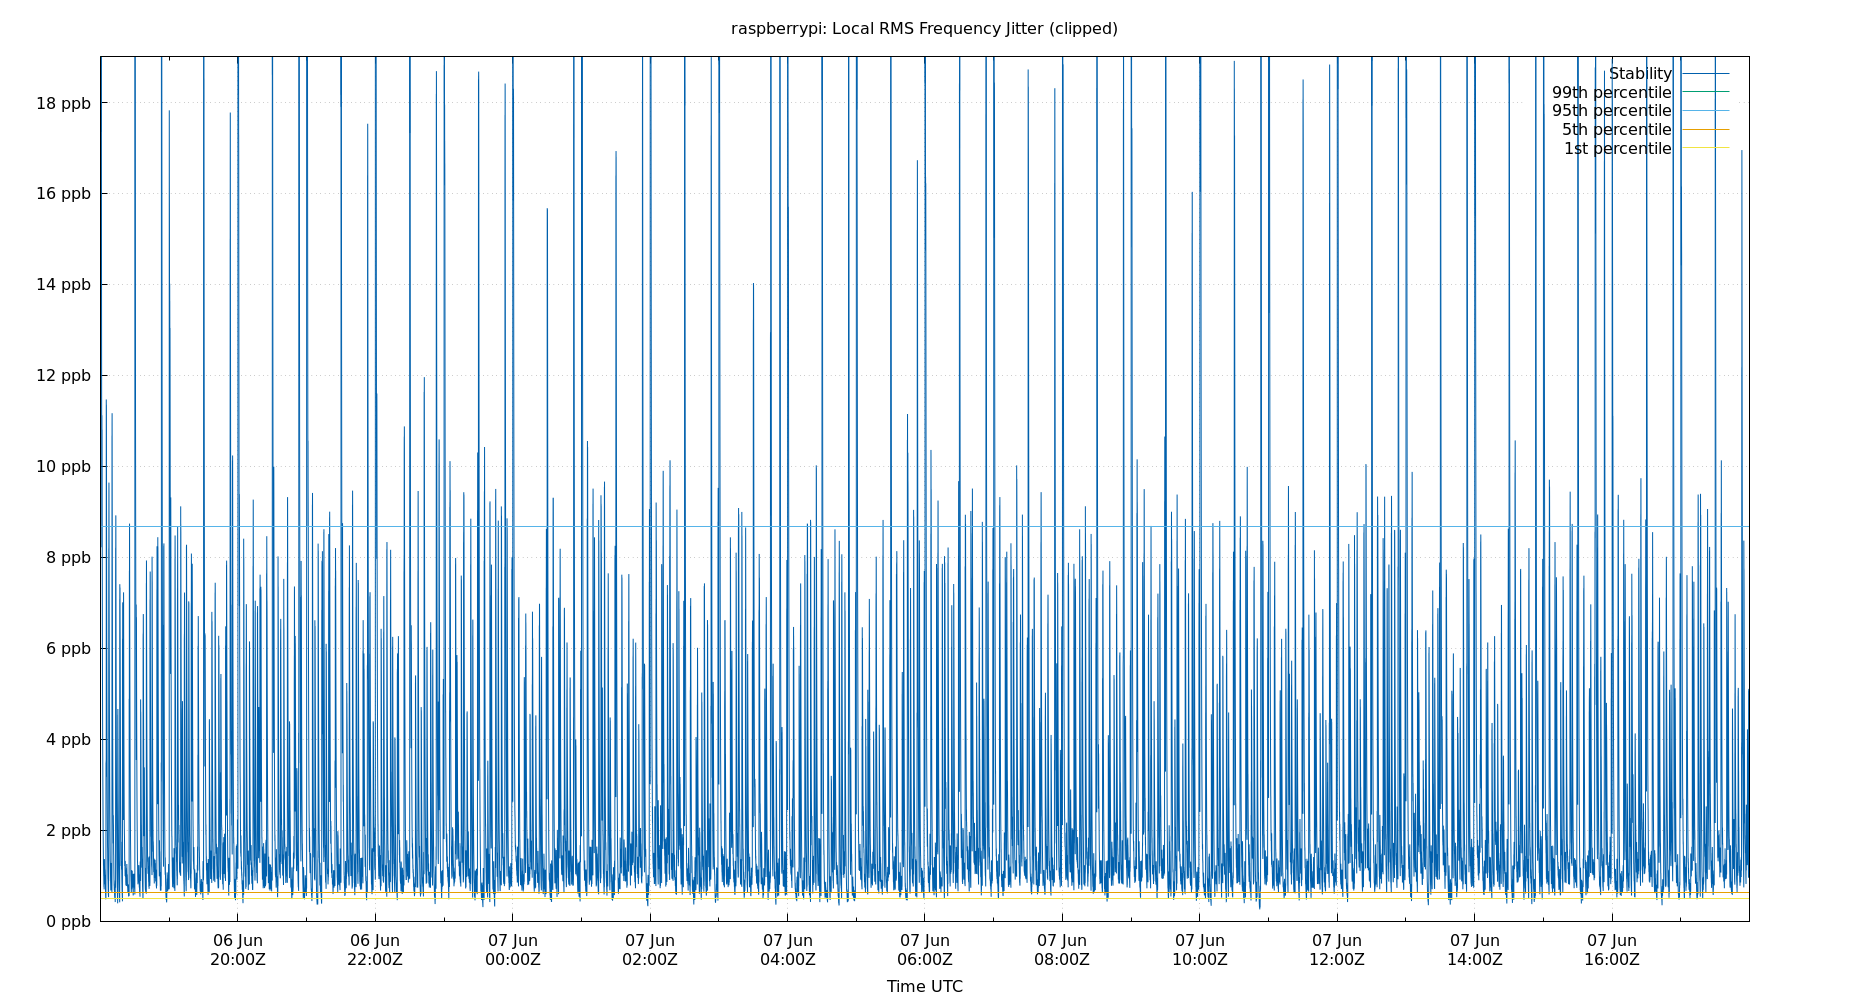 raspberrypi: Local RMS Frequency Jitter (clipped)
Stability
99th percentile
95th percentile
5th percentile
1st percentile
18 ppb
16 ppb
14 ppb
12 ppb
10 ppb
8 ppb
6 ppb
4 ppb
2 ppb
0 ppb
06 Jun 06 Jun 07 Jun 07 Jun 07 Jun 07 Jun 07 Jun 07 Jun 07 Jun 07 Jun 07 Jun
20:00Z 22:00Z 00:00Z 02:00Z 04:00Z 06:00Z 08:00Z 10:00Z 12:00Z 14:00Z 16:00Z
Time UTC